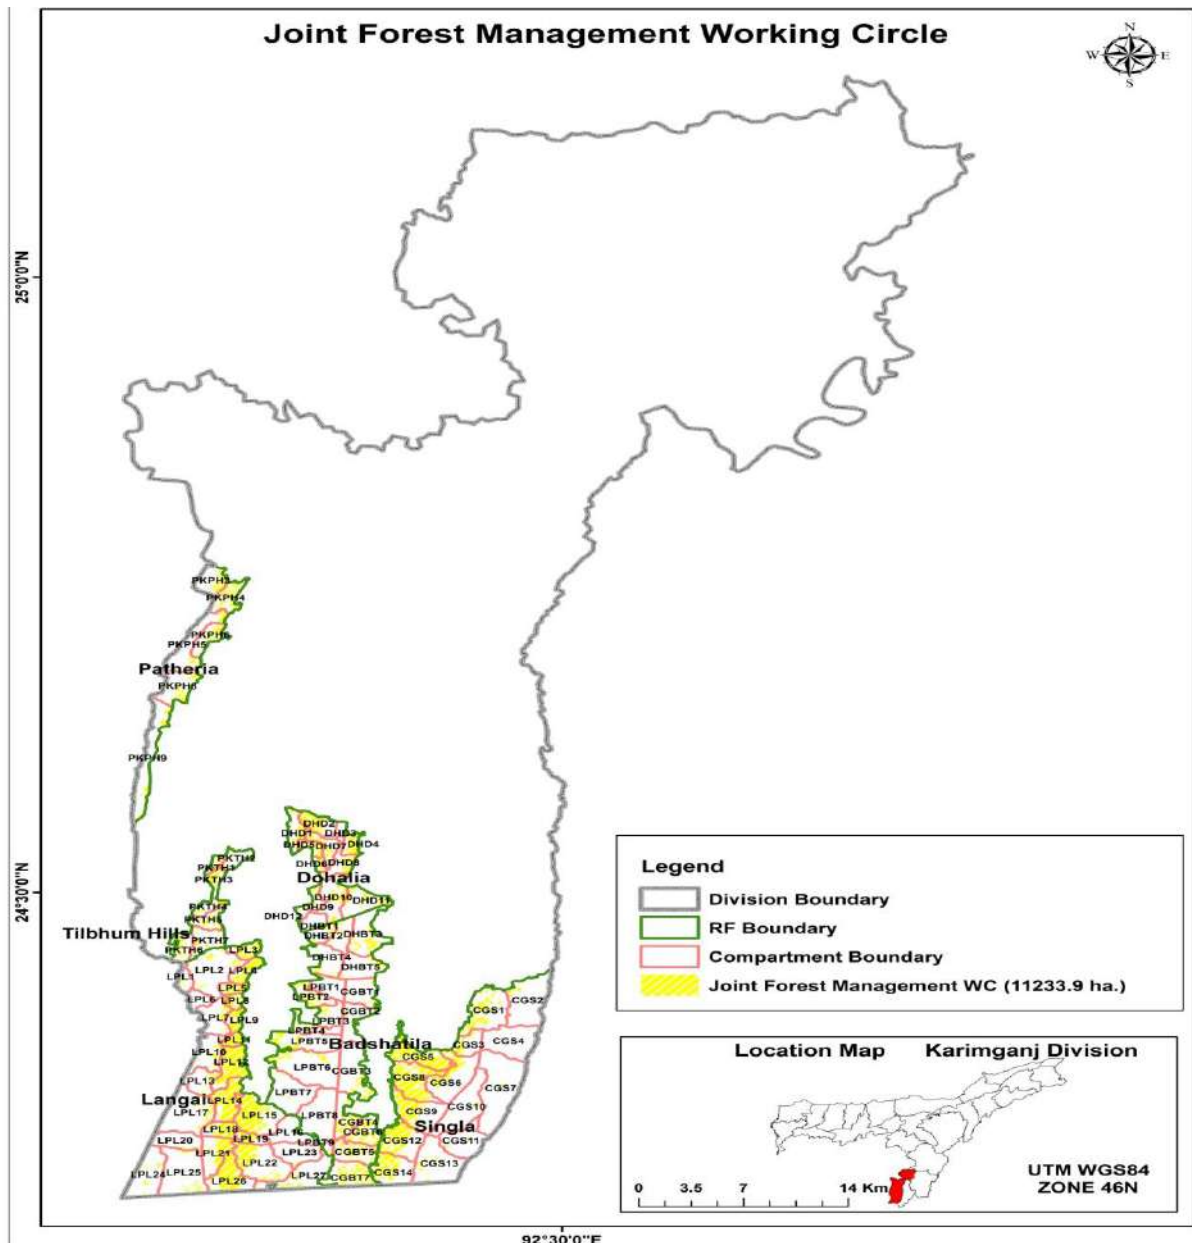 Joint Forest Management Working Circle
N
W E
S
25°0'0"N
24°30'0"N
92°30'0"E
PKPH3
PKPH4
PKPH6
PKPH5
Patheria
PKPH8
PKPH9
DHD2
DHD1 DHD3
DHD5 DHD7 DHD4
DHD6 DHD8
Dohalia
DHD10
DHD9 DHD11
DHD12
DHBT1
DHBT2 DHBT3
DHBT4
DHBT5
PKTH2
PKTH1
PKTH3
PKTH4
PKTH5
Tilbhum Hills
PKTH7
PKTH6
LPL3
LPL1 LPL2 LPL4
LPL5
LPL6 LPL8
LPL7 LPL9
LPL11
LPL10
LPL12
LPL13
Langai
LPL14
LPL17 LPL15
LPL18 LPL16
LPL20 LPL19
LPL21 LPL23
LPL22
LPL24 LPL25
LPL26 LPL27
LPBT1
LPBT2 CGBT1
CGBT2
LPBT3
LPBT4
LPBT5
Badshatila
LPBT6
CGBT3
LPBT7
LPBT8
CGBT4
CGBT6
LPBT9
CGBT5
CGBT7
CGS2
CGS1
CGS3 CGS4
CGS5
CGS8 CGS6
CGS7
CGS9 CGS10
Singla
CGS12 CGS11
CGS14 CGS13
Legend
Division Boundary
RF Boundary
Compartment Boundary
Joint Forest Management WC (11233.9 ha.)
Location Map Karimganj Division
UTM WGS84
ZONE 46N
0 3.5 7 14 Km